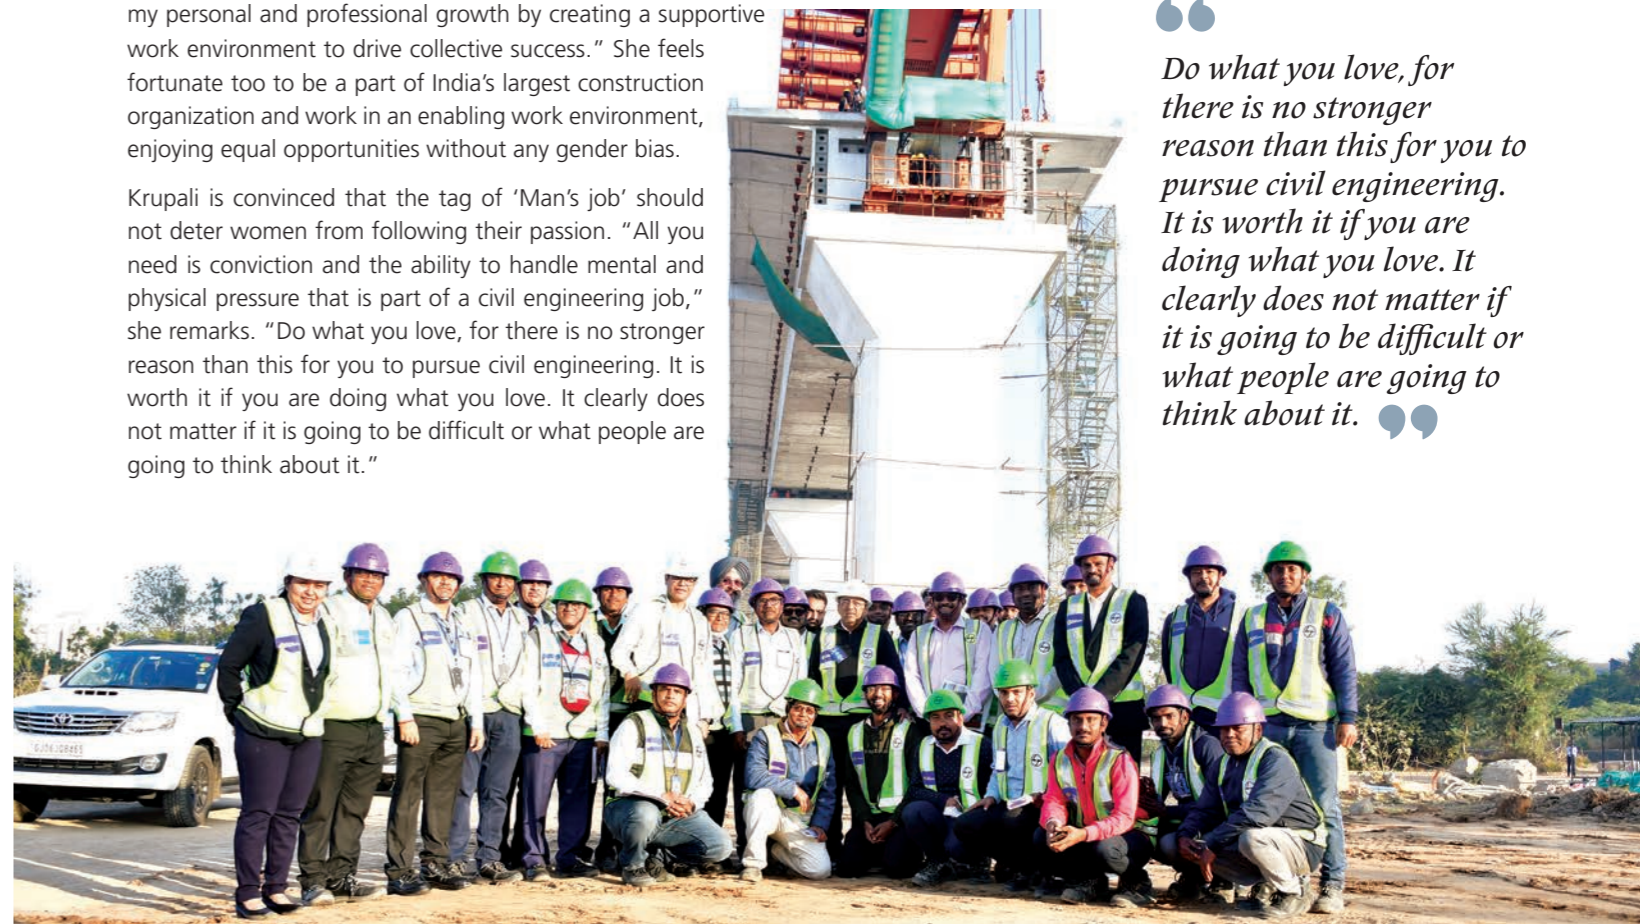 my personal and professional growth by creating a supportive
work environment to drive collective success.” She feels
fortunate too to be a part of India’s largest construction
organization and work in an enabling work environment,
enjoying equal opportunities without any gender bias.
Krupali is convinced that the tag of ‘Man’s job’ should
not deter women from following their passion. “All you
need is conviction and the ability to handle mental and
physical pressure that is part of a civil engineering job,”
she remarks. “Do what you love, for there is no stronger
reason than this for you to pursue civil engineering. It is
worth it if you are doing what you love. It clearly does
not matter if it is going to be difficult or what people are
going to think about it.”
“
Do what you love, for
there is no stronger
reason than this for you to
pursue civil engineering.
It is worth it if you are
doing what you love. It
clearly does not matter if
it is going to be difficult or
what people are going to
think about it. ”